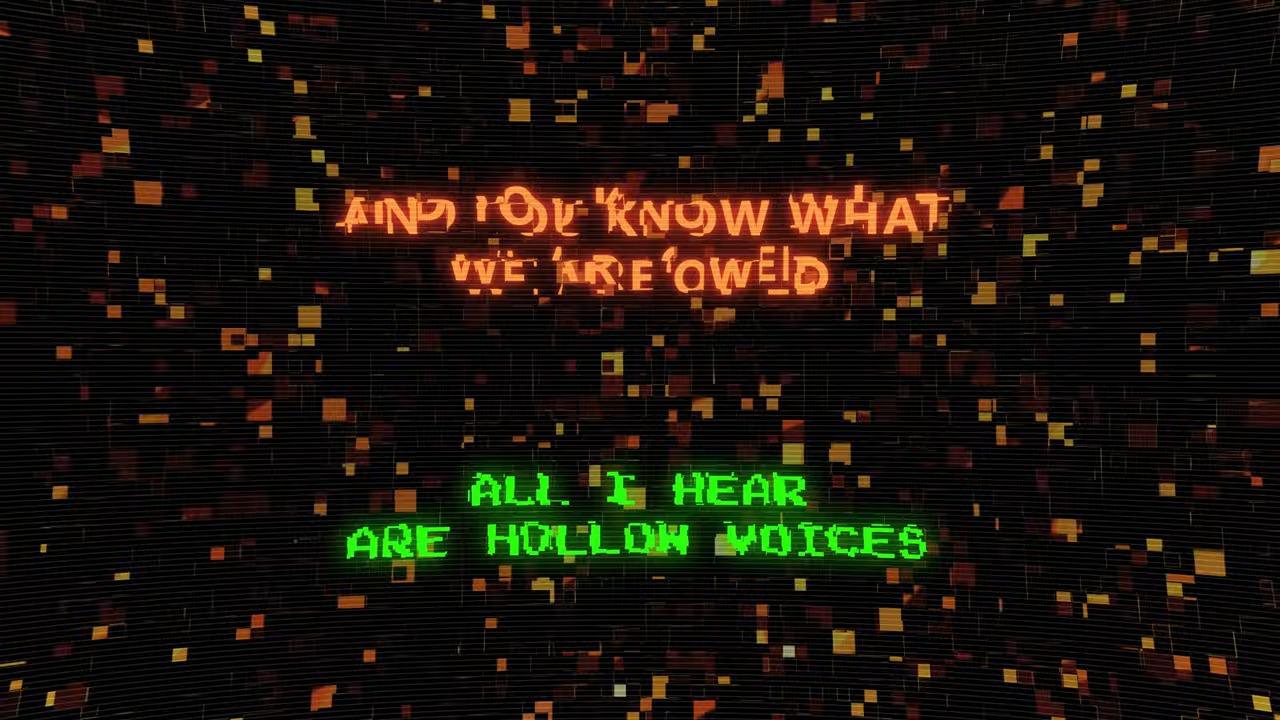 AND YOU KNOW WHAT
WE ARE OWED
ALL I HEAR
ARE HOLLOW VOICES